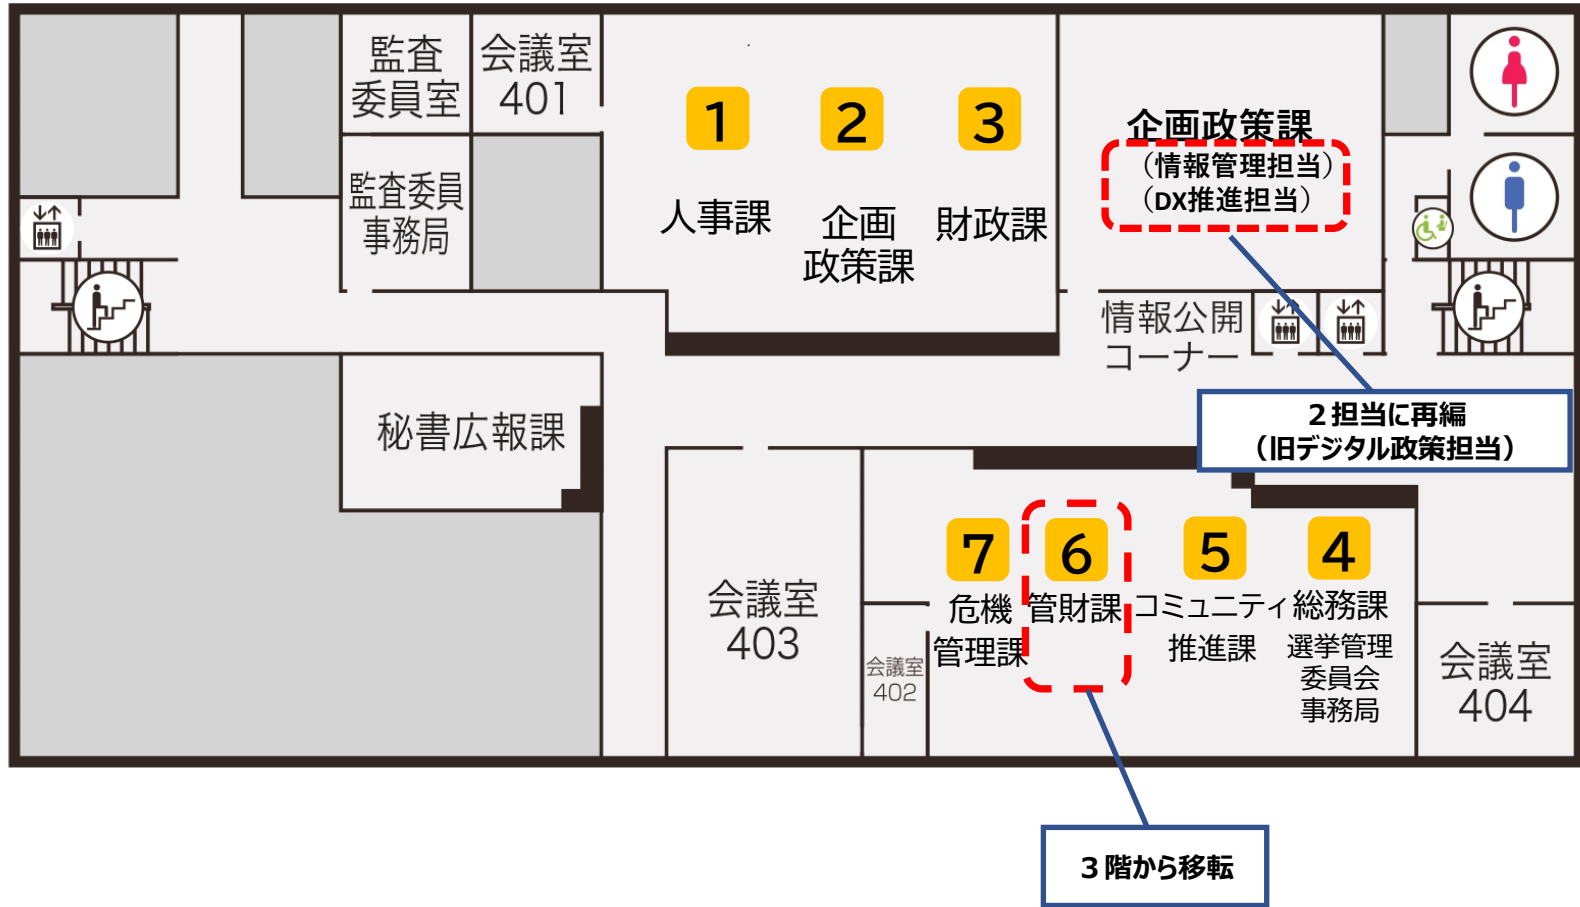 監査
委員室
会議室
401
監査委員
事務局
1
人事課
2
企画
政策課
3
財政課
企画政策課
（情報管理担当）
（DX推進担当）
情報公開
コーナー
2担当に再編
（旧デジタル政策担当）
秘書広報課
会議室
403
会議室
402
7
危機
管理課
6
管財課
5
コミュニティ
推進課
4
総務課
選挙管理
委員会
事務局
会議室
404
3階から移転